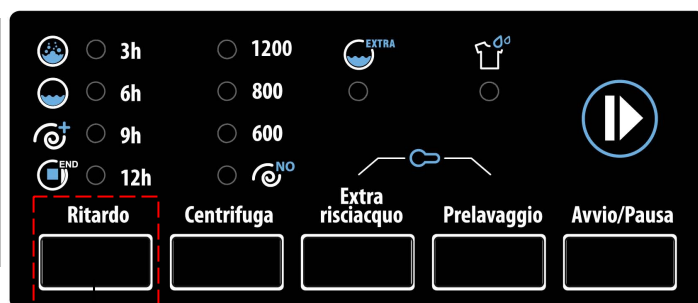 3h
1200
EXTRA
6h
800
9h
600
END
12h
NO
Ritardo
Centrifuga
Extra
risciacquo
Prelavaggio
Avvio/Pausa